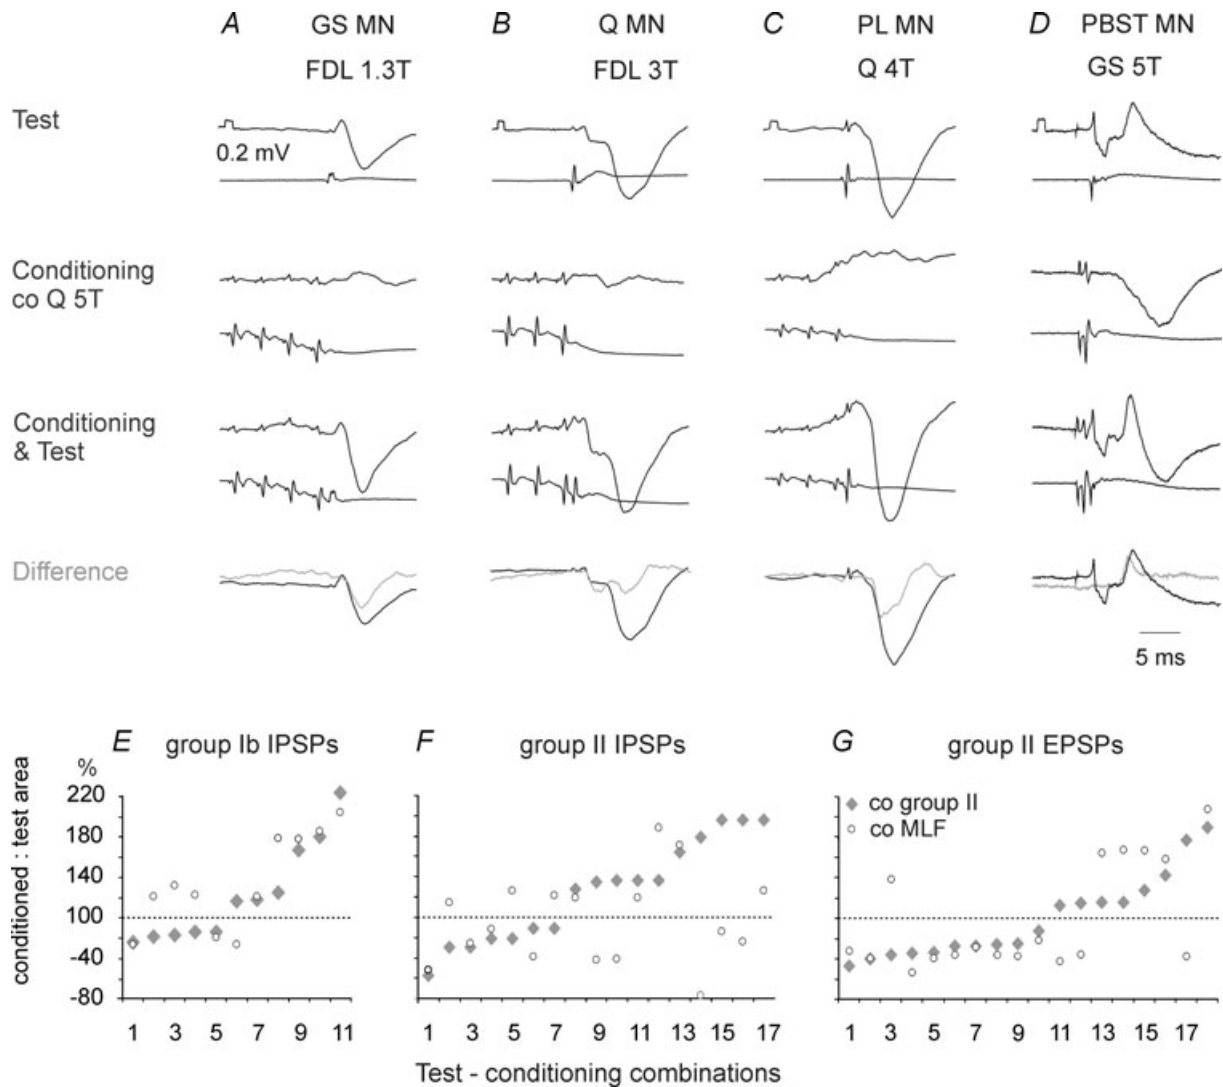 A GS MN B Q MN C PL MN D PBST MN
FDL 1.3T FDL 3T Q 4T GS 5T
Test
0.2 mV
Conditioning
co Q 5T
Conditioning
& Test
Difference
5 ms
E group Ib IPSPs F group II IPSPs G group II EPSPs
conditioned : test area
%
220
180
140
100
-40
-80
co group II
co MLF
1 3 5 7 9 11 1 3 5 7 9 11 13 15 17 1 3 5 7 9 11 13 15 17
Test - conditioning combinations